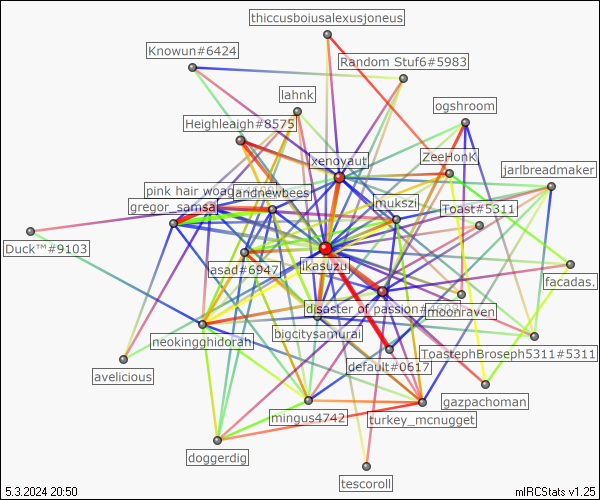 thiccusboiusalexusjoneus
Knowun#6424
Random Stuf6#5983
lahnk
ogshroom
Heighleagh#8575
xenoyaut
ZeeHonK
jarlbreadmaker
pink hair woaga
andnewbees
mukszi
gregor_samsa
Toast#5311
Duck™#9103
asad#6947
ikasuzu
facadas.
disaster of passion#
moonraven
neokingghidorah
bigcitysamurai
ToastephBroseph5311#5311
default#0617
avelicious
gazpachoman
mingus4742
turkey_mcnugget
doggerdig
tescoroll
5.3.2024 20:50
mIRCStats v1.25